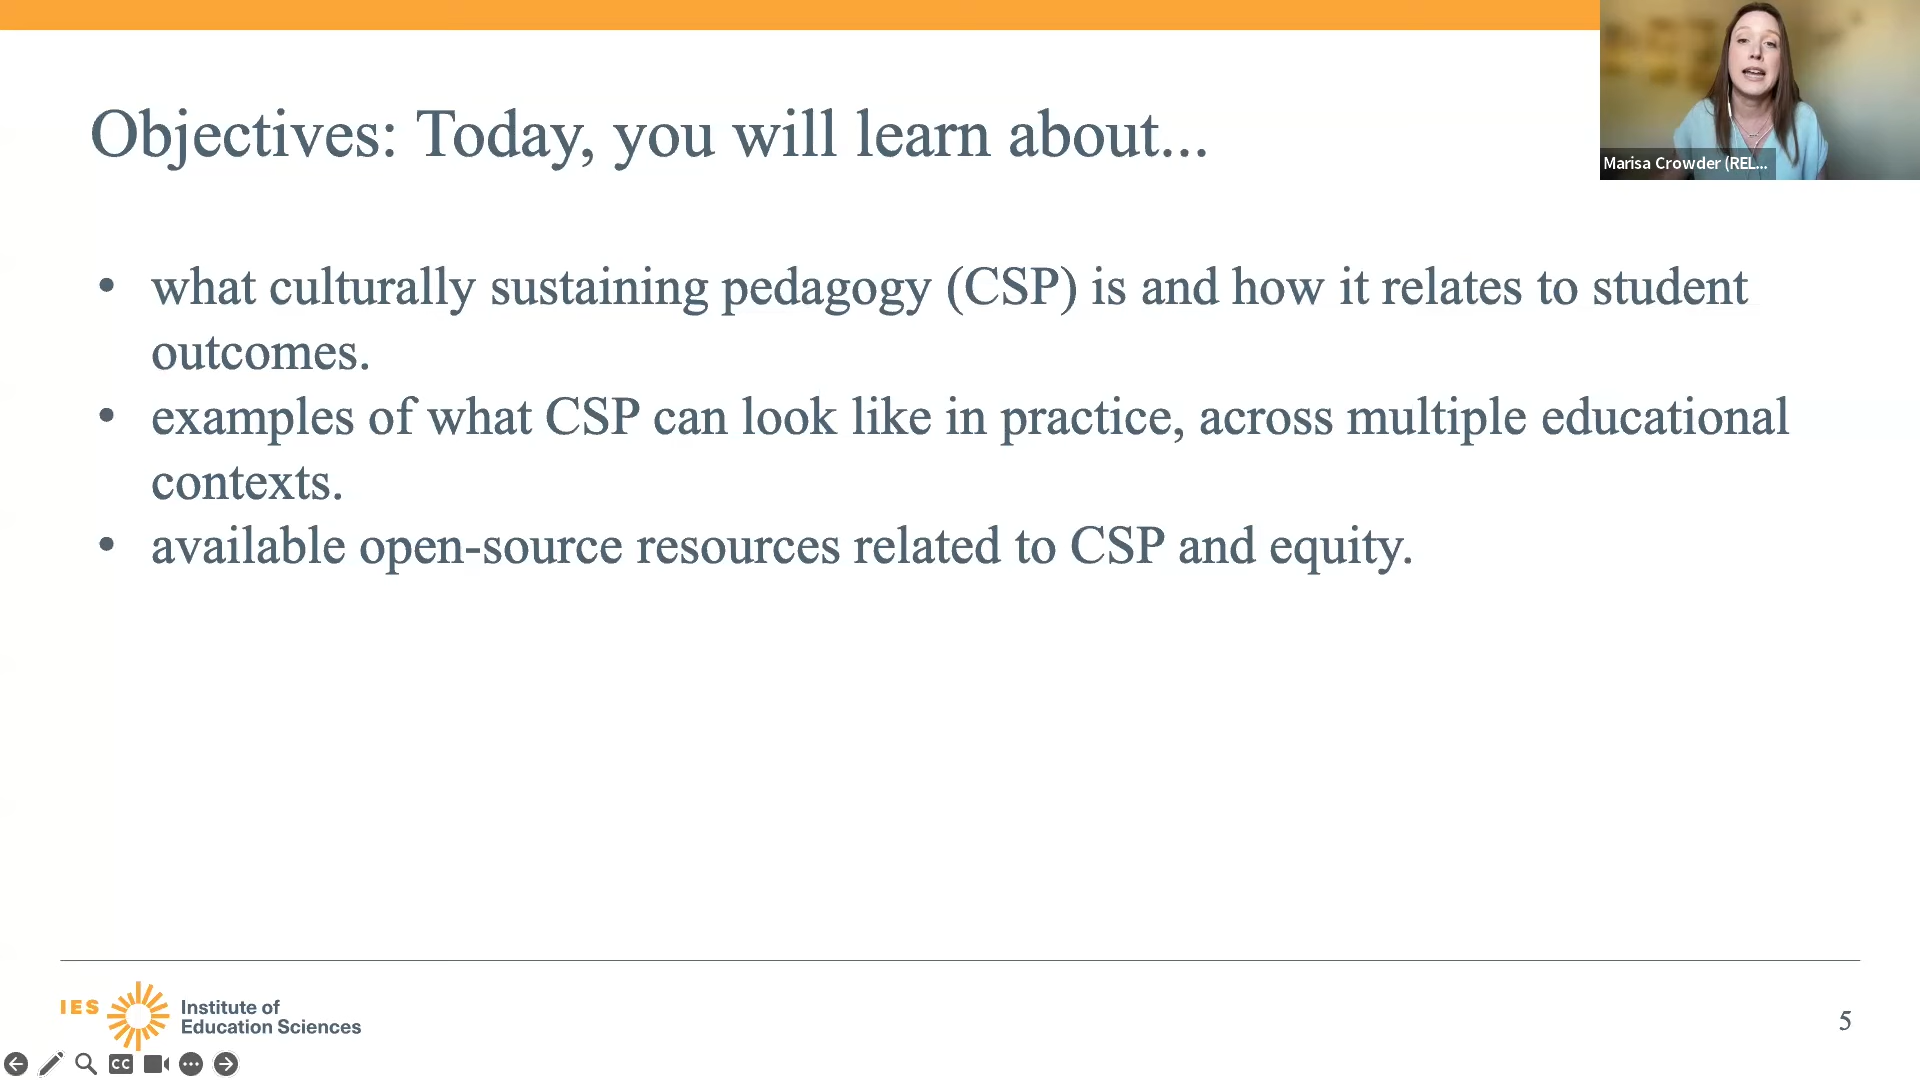 Objectives: Today, you will learn about...
Marisa Crowder (REL...
• what culturally sustaining pedagogy (CSP) is and how it relates to student
outcomes.
• examples of what CSP can look like in practice, across multiple educational
contexts.
• available open-source resources related to CSP and equity.
IES
Institute of
Education Sciences
5
CC